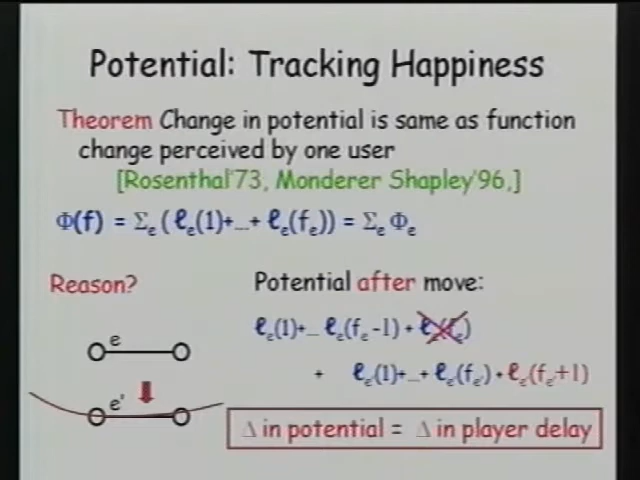 Potential: Tracking Happiness
Theorem Change in potential is same as function
change perceived by one user
[Rosenthal'73, Monderer Shapley'96,]
Φ(f) = Σₑ ( ℓₑ(1)+…+ ℓₑ(fₑ)) = Σₑ Φₑ
Reason?
Potential after move:
e
ℓₑ(1)+… ℓₑ(fₑ -1) + ℓₑ(fₑ)
+ ℓₑ(1)+…+ ℓₑ(fₑ) + ℓₑ(fₑ+1)
e'
Δ in potential = Δ in player delay